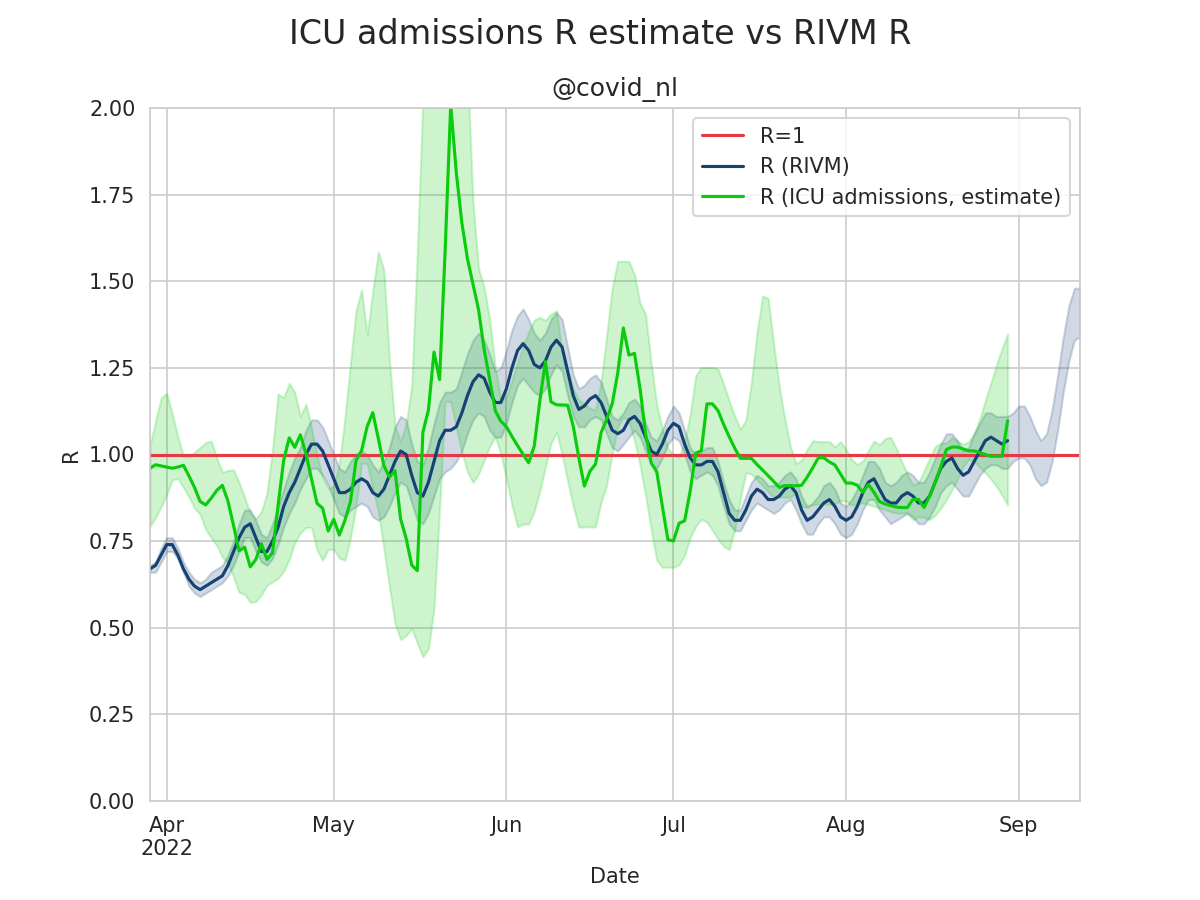 ICU admissions R estimate vs RIVM R
@covid_nl
2.00
1.75
1.50
1.25
1.00
0.75
0.50
0.25
0.00
R
R=1
R (RIVM)
R (ICU admissions, estimate)
Apr May Jun Jul Aug Sep
2022
Date